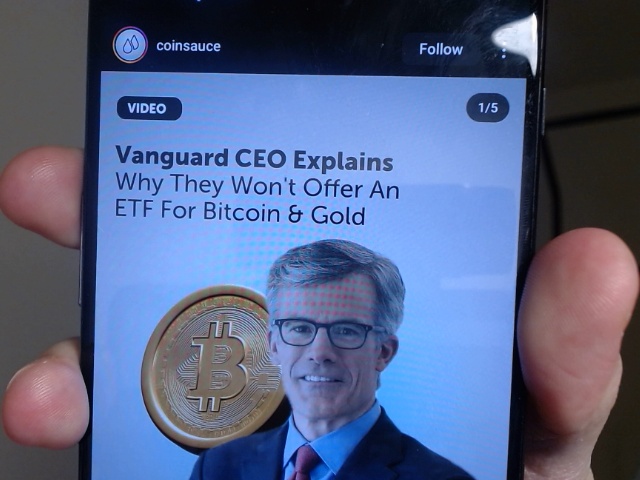 coinsauce
Follow
VIDEO
1/5
Vanguard CEO Explains
Why They Won't Offer An
ETF For Bitcoin & Gold